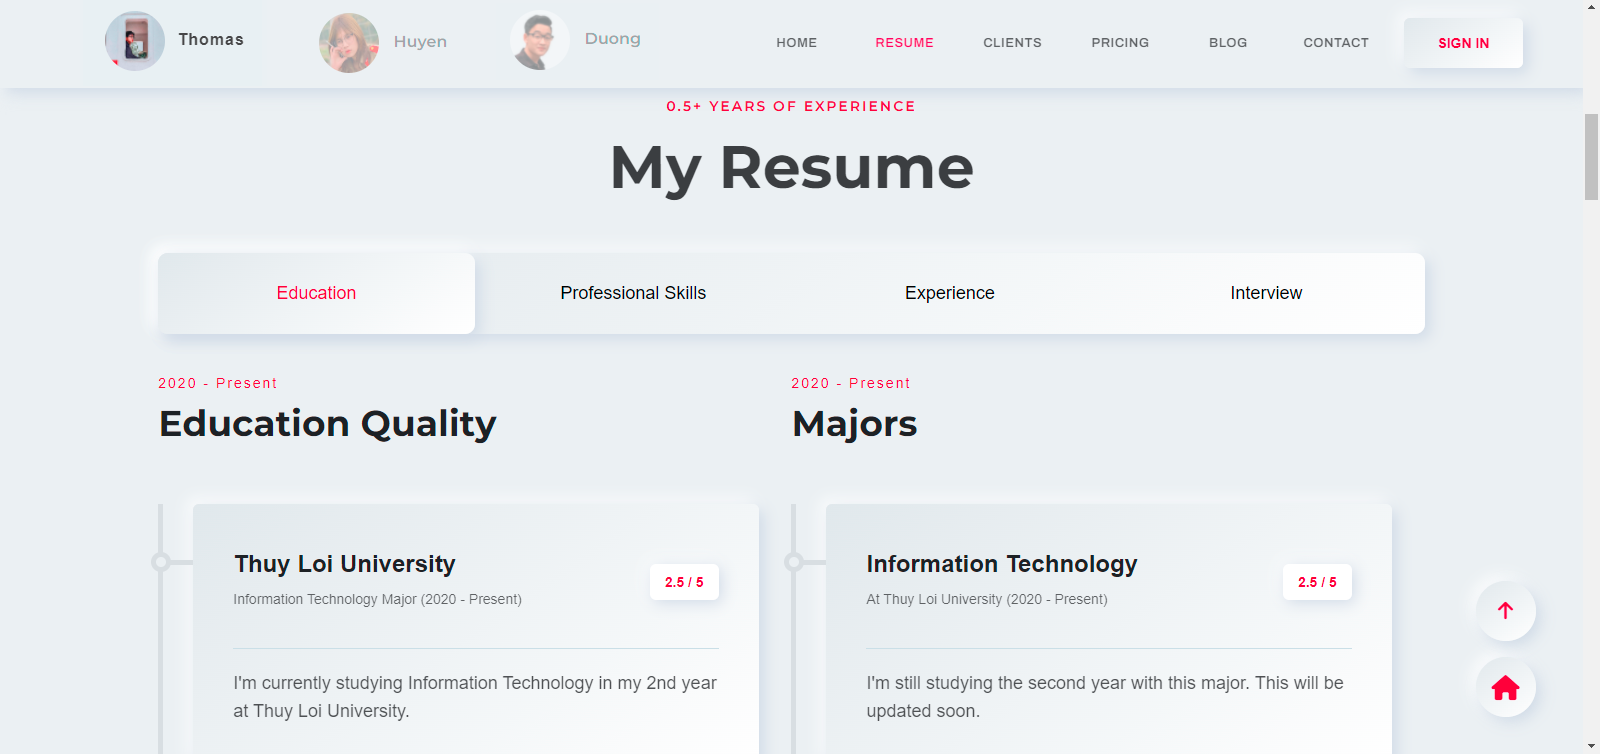 Thomas
Huyen
Duong
HOME
RESUME
CLIENTS
PRICING
BLOG
CONTACT
SIGN IN
0.5+ YEARS OF EXPERIENCE
My Resume
Education
Professional Skills
Experience
Interview
2020 - Present
Education Quality
2020 - Present
Majors
Thuy Loi University
Information Technology Major (2020 - Present)
2.5 / 5
I'm currently studying Information Technology in my 2nd year
at Thuy Loi University.
Information Technology
At Thuy Loi University (2020 - Present)
2.5 / 5
I'm still studying the second year with this major. This will be
updated soon.